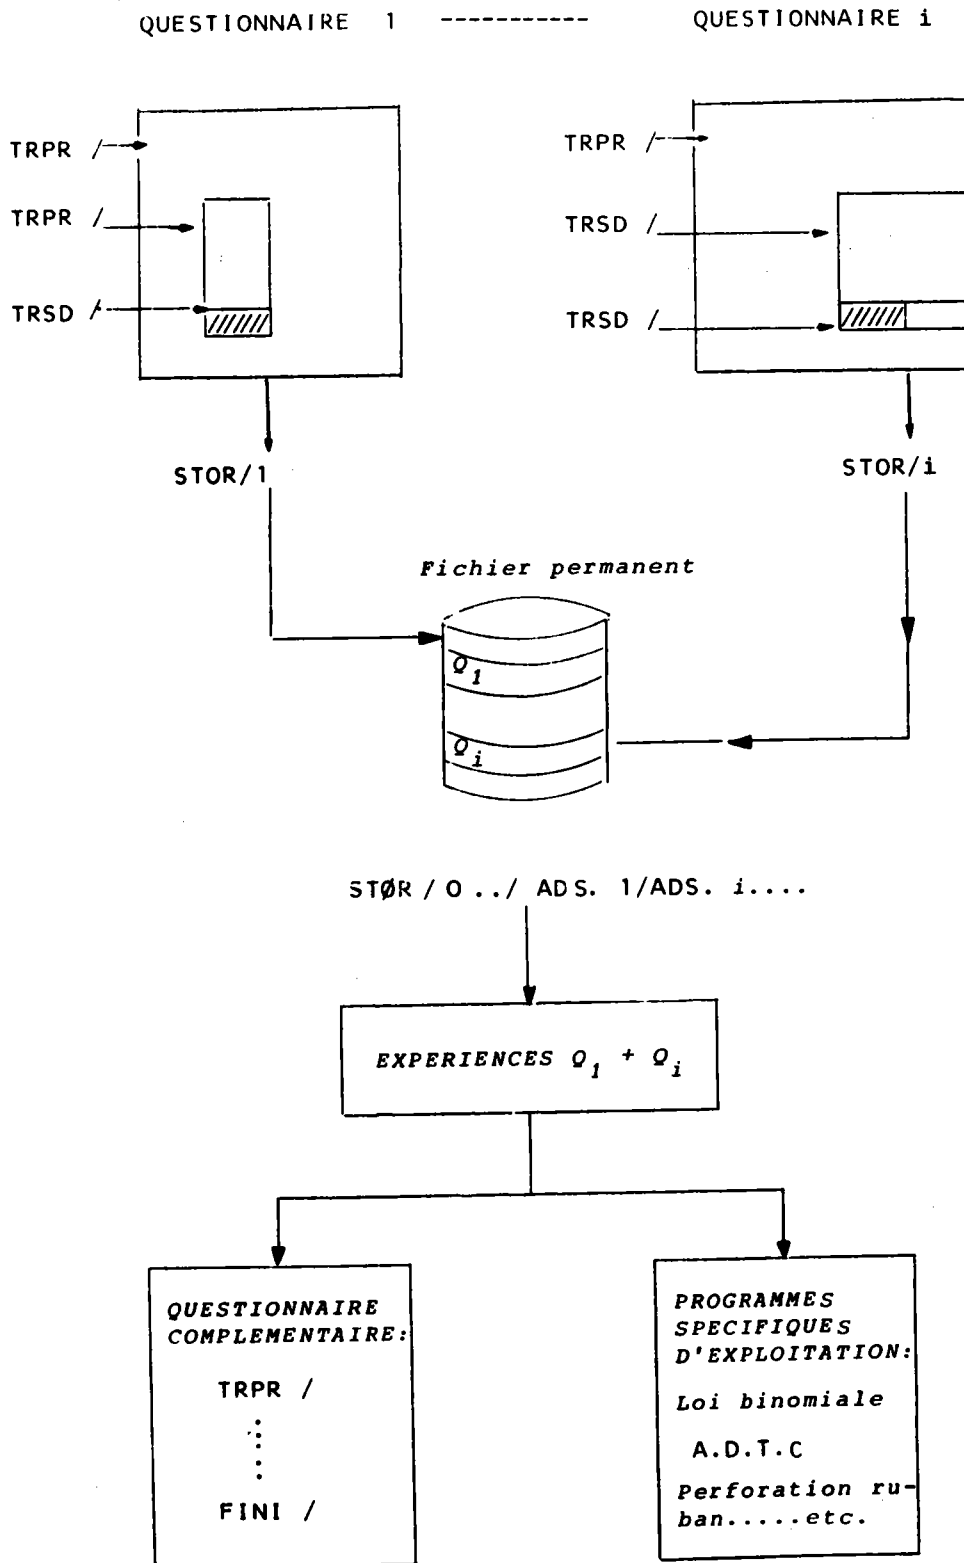 QUESTIONNAIRE 1 ----------- QUESTIONNAIRE i
TRPR /
TRPR /
TRSD /
TRPR /
TRSD /
TRSD /
STOR/1
STOR/i
Fichier permanent
Q1
Qi
STØR / O ../ ADS. 1/ADS. i....
EXPERIENCES Q1 + Qi
QUESTIONNAIRE
COMPLEMENTAIRE:
TRPR /
FINI /
PROGRAMMES
SPECIFIQUES
D'EXPLOITATION:
Loi binomiale
A.D.T.C
Perforation ru-
ban.....etc.